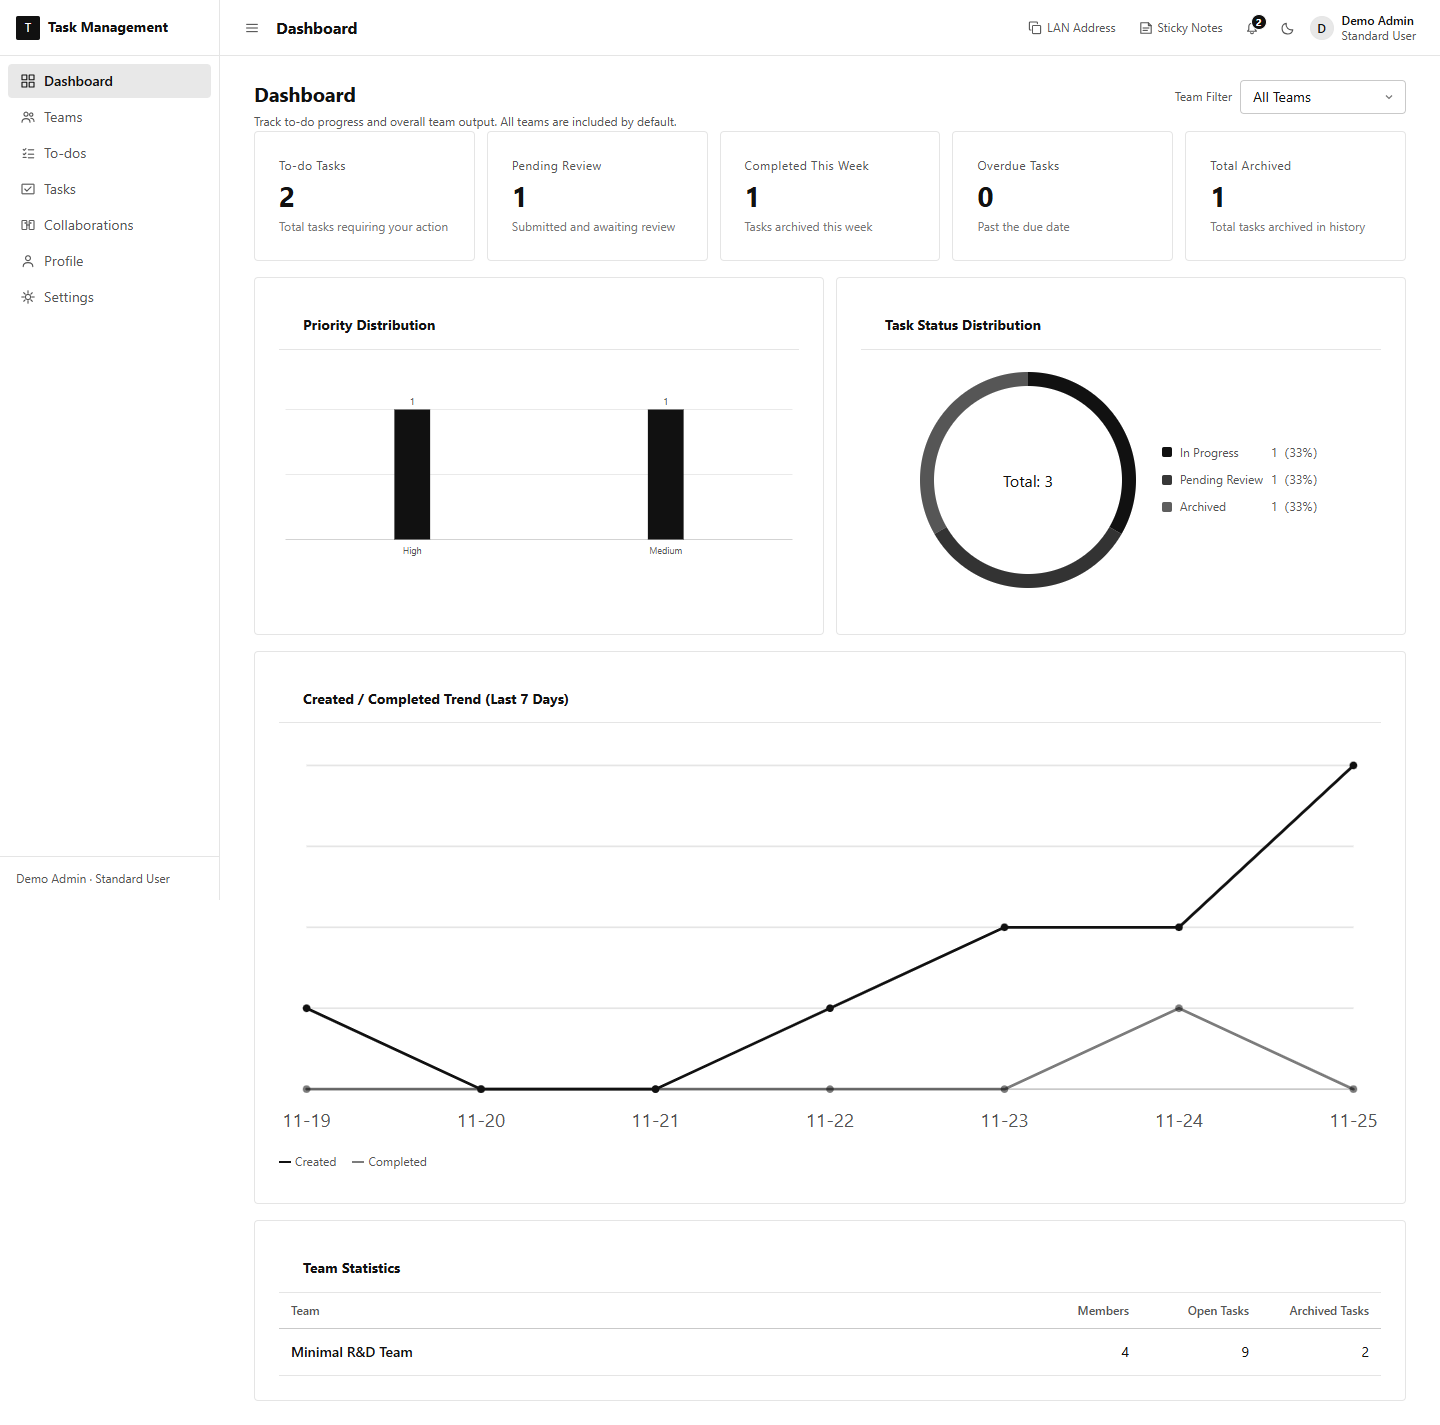 T Task Management
Dashboard
LAN Address
Sticky Notes
2
D
Demo Admin
Standard User
Dashboard
Teams
To-dos
Tasks
Collaborations
Profile
Settings
Demo Admin · Standard User
Dashboard
Track to-do progress and overall team output. All teams are included by default.
Team Filter
All Teams
To-do Tasks
2
Total tasks requiring your action
Pending Review
1
Submitted and awaiting review
Completed This Week
1
Tasks archived this week
Overdue Tasks
0
Past the due date
Total Archived
1
Total tasks archived in history
Priority Distribution
1
1
High
Medium
Task Status Distribution
Total: 3
In Progress 1 (33%)
Pending Review 1 (33%)
Archived 1 (33%)
Created / Completed Trend (Last 7 Days)
11-19 11-20 11-21 11-22 11-23 11-24 11-25
Created Completed
Team Statistics
Team Members Open Tasks Archived Tasks
Minimal R&D Team 4 9 2